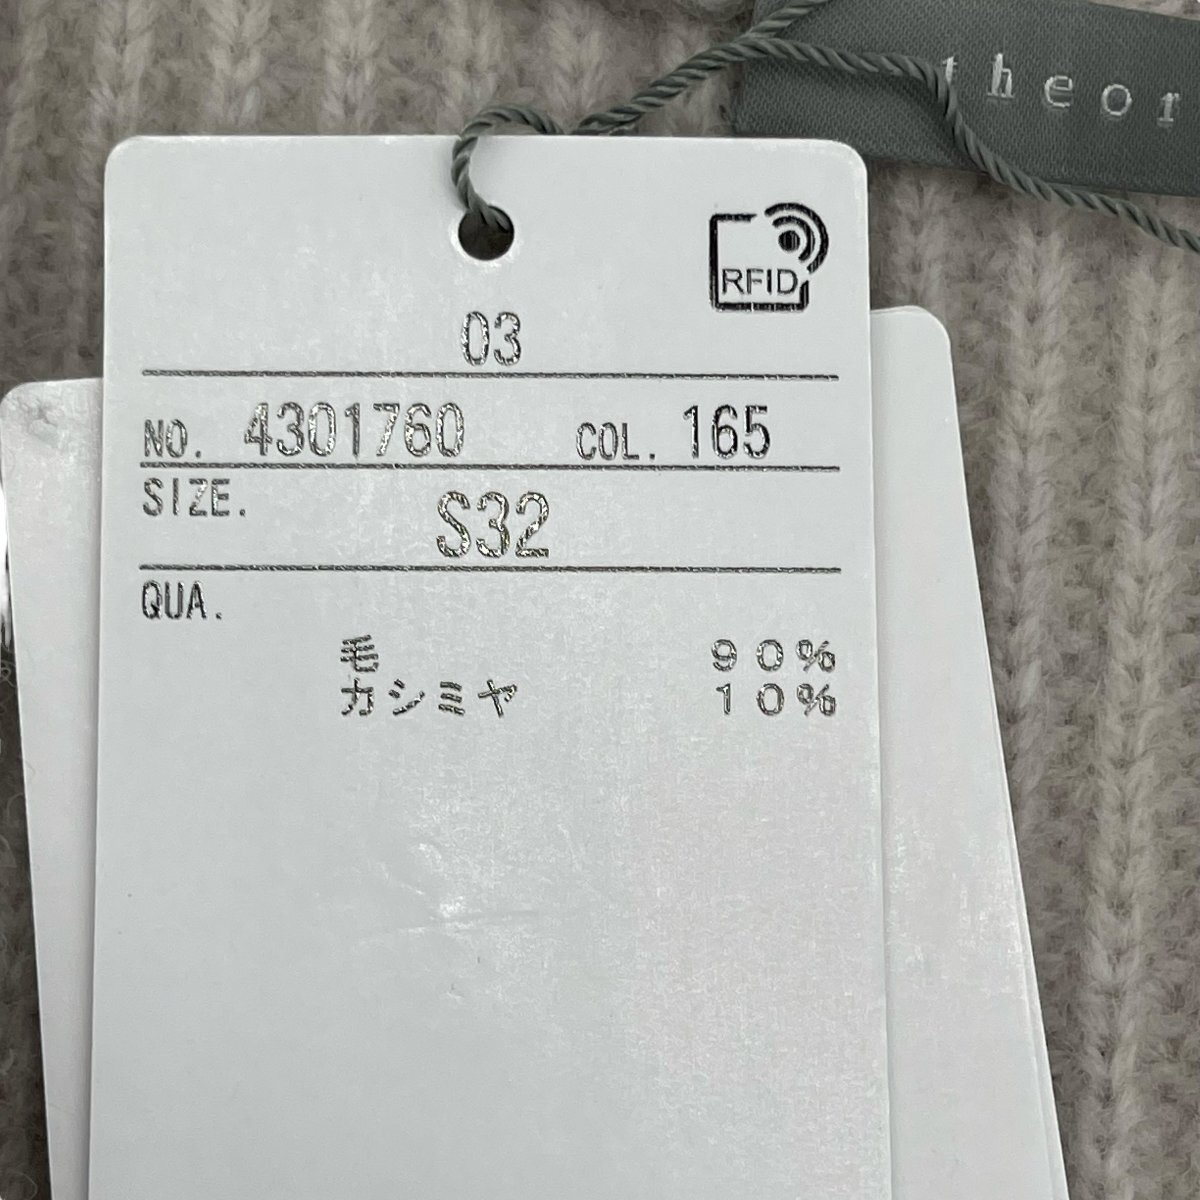 theor
RFID
03
NO. 4301760 COL. 165
SIZE. S32
QUA.
毛 90%
カシミヤ 10%